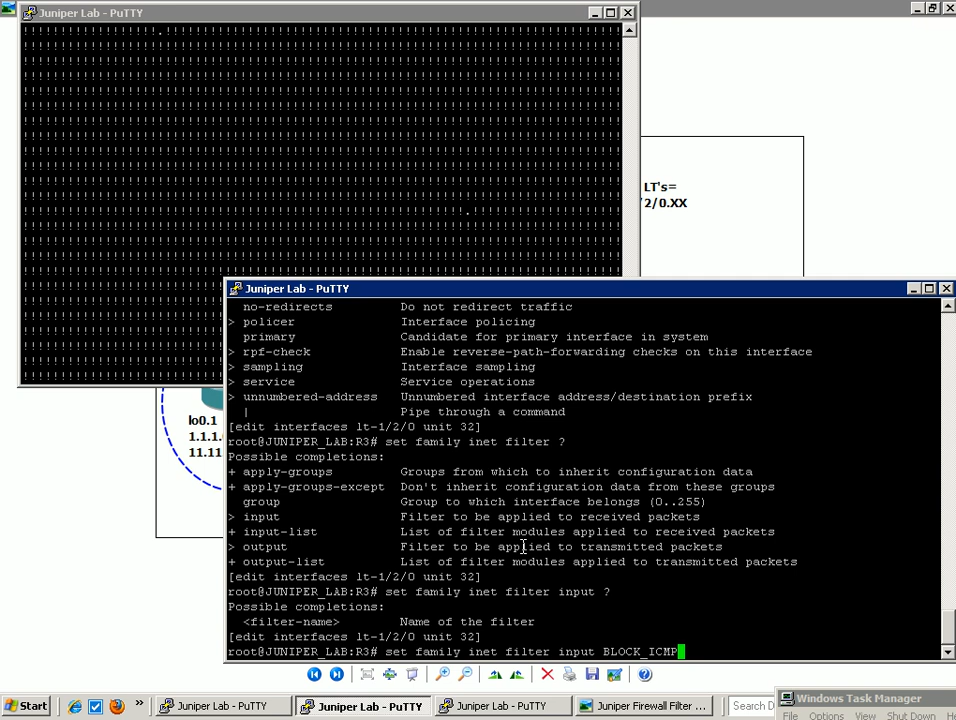 Juniper Lab - PuTTY
LT's=
/2/0.XX
lo0.1
1.1.1.
11.11.
Juniper Lab - PuTTY
no-redirects Do not redirect traffic
> policer Interface policing
primary Candidate for primary interface in system
> rpf-check Enable reverse-path-forwarding checks on this interface
> sampling Interface sampling
> service Service operations
> unnumbered-address Unnumbered interface address/destination prefix
| Pipe through a command
[edit interfaces lt-1/2/0 unit 32]
root@JUNIPER_LAB:R3# set family inet filter ?
Possible completions:
+ apply-groups Groups from which to inherit configuration data
+ apply-groups-except Don't inherit configuration data from these groups
group Group to which interface belongs (0..255)
> input Filter to be applied to received packets
+ input-list List of filter modules applied to received packets
> output Filter to be applied to transmitted packets
+ output-list List of filter modules applied to transmitted packets
[edit interfaces lt-1/2/0 unit 32]
root@JUNIPER_LAB:R3# set family inet filter input ?
Possible completions:
<filter-name> Name of the filter
[edit interfaces lt-1/2/0 unit 32]
root@JUNIPER_LAB:R3# set family inet filter input BLOCK_ICMP
Start
»
Juniper Lab - PuTTY
Juniper Lab - PuTTY
Juniper Lab - PuTTY
Juniper Firewall Filter ...
Search D
Windows Task Manager
File Options View Shut Down